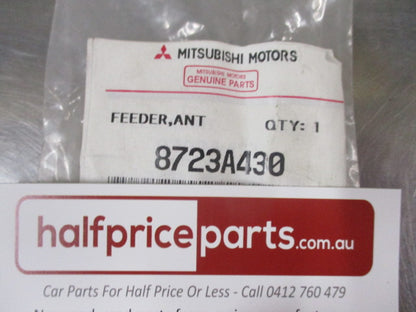 MITSUBISHI MOTORS
MITSUBISHI MOTORS
GENUINE PARTS
FEEDER,ANT QTY: 1
8723A430
halfpriceparts.com.au
Car Parts For Half Price Or Less - Call 0412 760 479